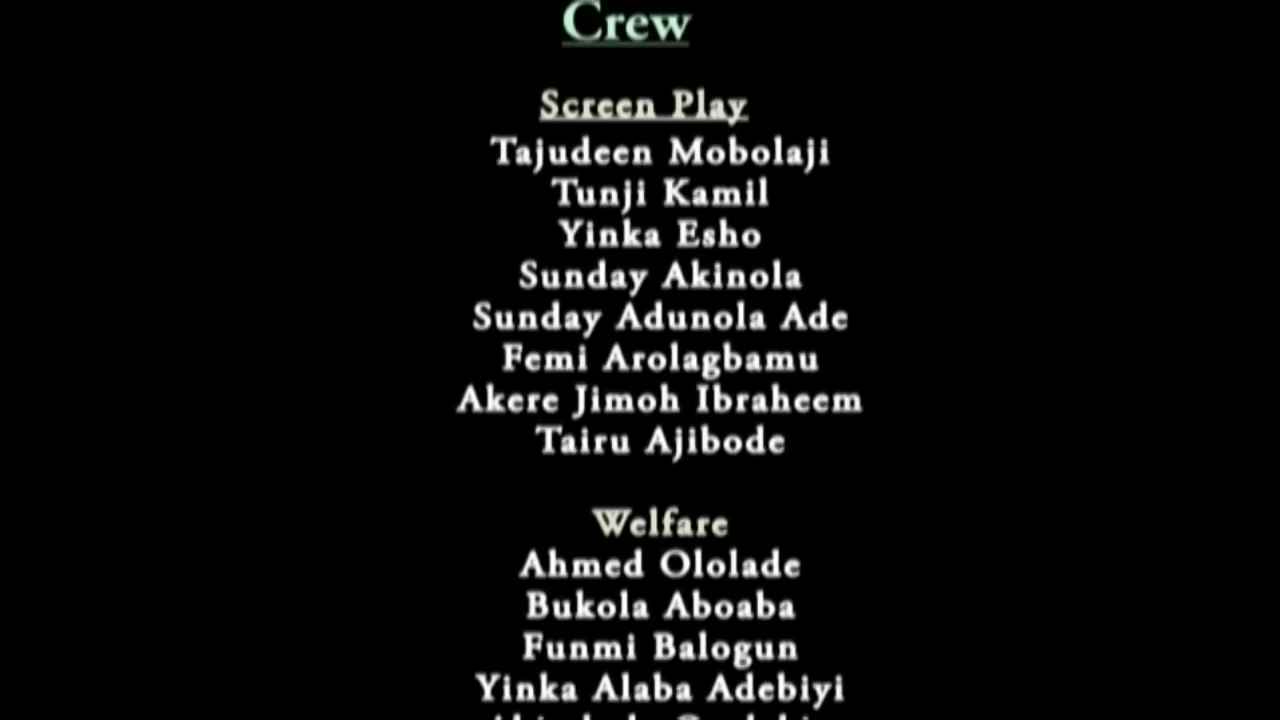 Crew
Screen Play
Tajudeen Mobolaji
Tunji Kamil
Yinka Esho
Sunday Akinola
Sunday Adunola Ade
Femi Arolagbamu
Akere Jimoh Ibraheem
Tairu Ajibode
Welfare
Ahmed Ololade
Bukola Aboaba
Funmi Balogun
Yinka Alaba Adebiyi